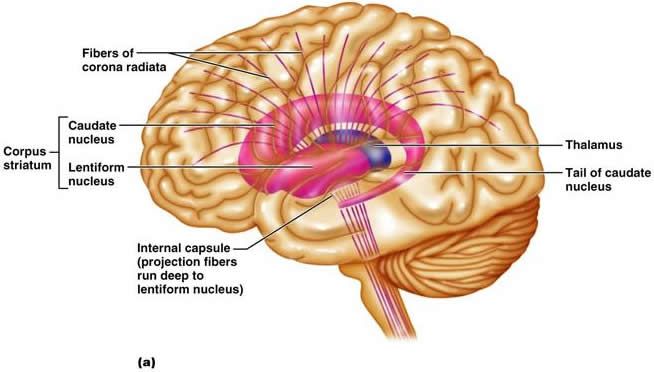 Fibers of
corona radiata
Corpus
striatum
Caudate
nucleus
Lentiform
nucleus
Internal capsule
(projection fibers
run deep to
lentiform nucleus)
Thalamus
Tail of caudate
nucleus
(a)